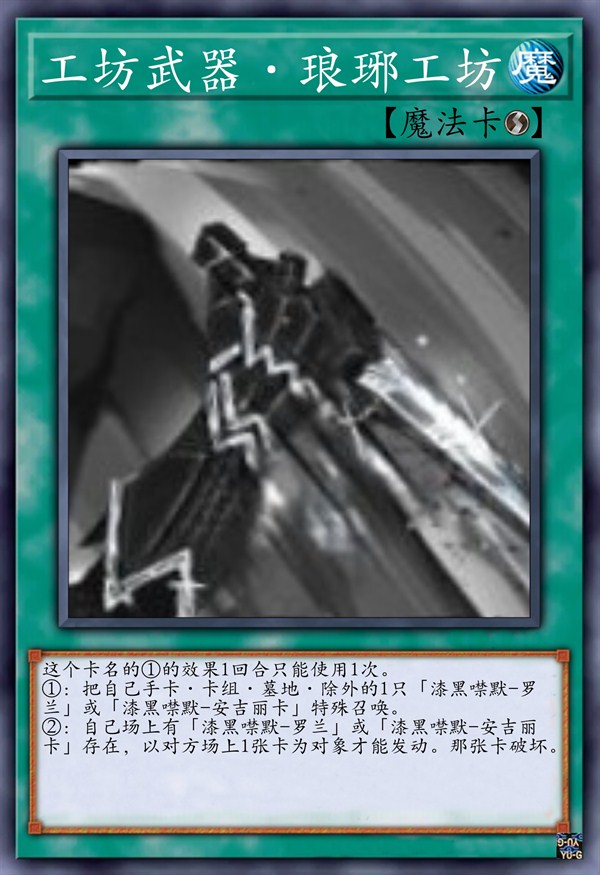 工坊武器·琅琊工坊魔
【魔法卡】
这个卡名的①的效果1回合只能使用1次。
①：把自己手卡·卡组·墓地·除外的1只「漆黑噤默-罗
兰」或「漆黑噤默-安吉丽卡」特殊召唤。
②：自己场上有「漆黑噤默-罗兰」或「漆黑噤默-安吉丽
卡」存在，以对方场上1张卡为对象才能发动。那张卡破坏。
YU-G
YU-G